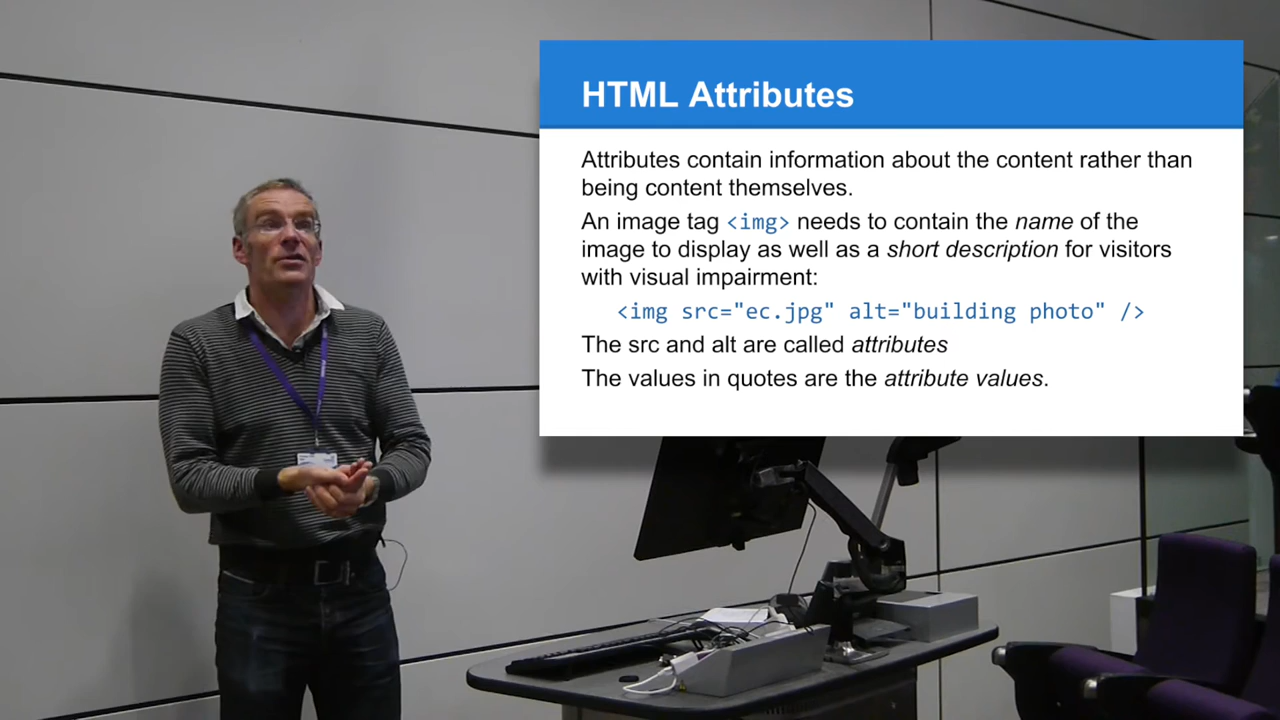 HTML Attributes
Attributes contain information about the content rather than
being content themselves.
An image tag <img> needs to contain the name of the
image to display as well as a short description for visitors
with visual impairment:
<img src="ec.jpg" alt="building photo" />
The src and alt are called attributes
The values in quotes are the attribute values.